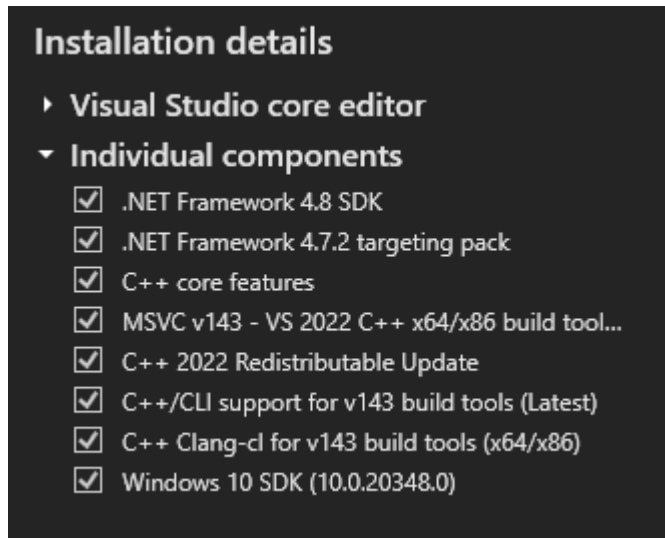 Installation details
Visual Studio core editor
Individual components
.NET Framework 4.8 SDK
.NET Framework 4.7.2 targeting pack
C++ core features
MSVC v143 - VS 2022 C++ x64/x86 build tool...
C++ 2022 Redistributable Update
C++/CLI support for v143 build tools (Latest)
C++ Clang-cl for v143 build tools (x64/x86)
Windows 10 SDK (10.0.20348.0)